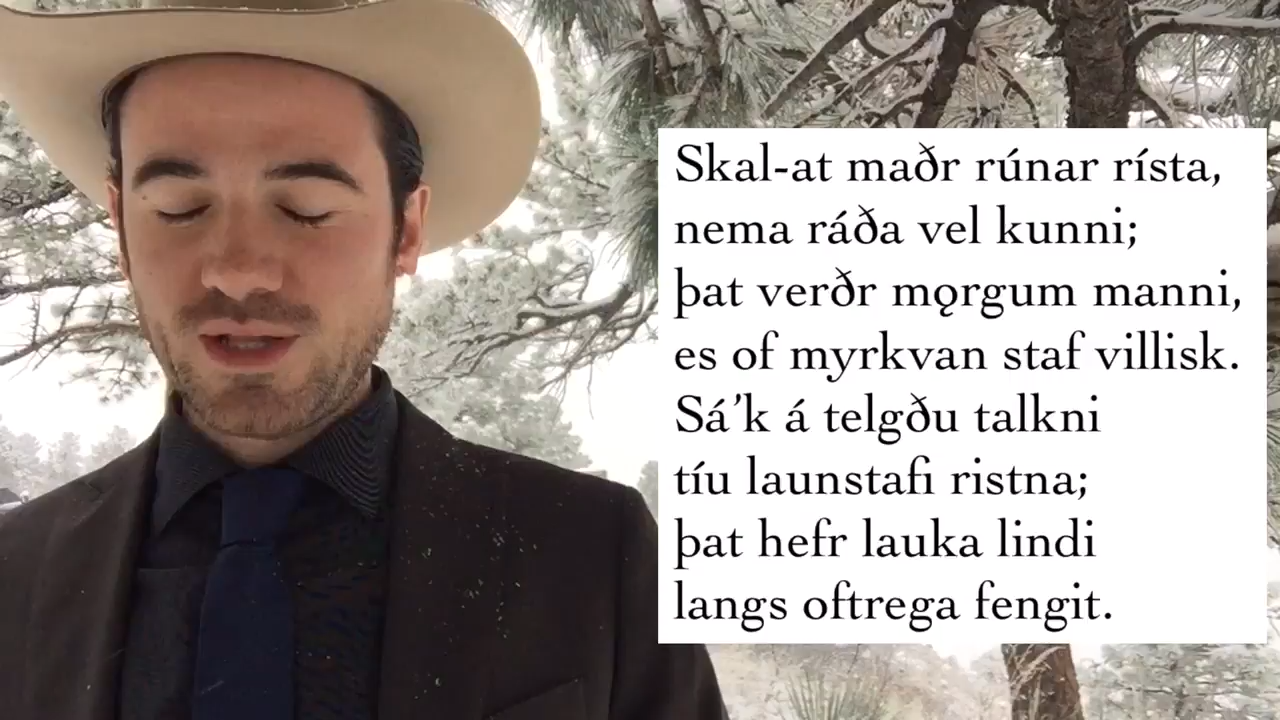 Skal-at maðr rúnar rísta,
nema ráða vel kunni;
þat verðr mǫrgum manni,
es of myrkvan staf villisk.
Sá’k á telgðu talkni
tíu launstafi ristna;
þat hefr lauka lindi
langs oftrega fengit.